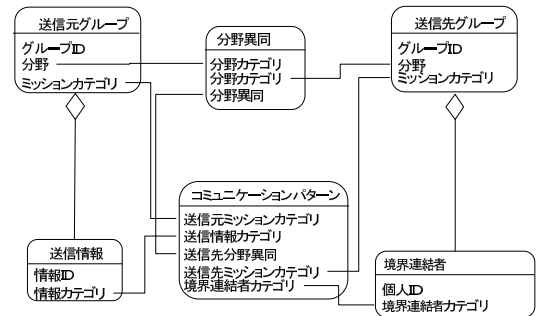 送信元グループ
グループID
分野
ミッションカテゴリ
分野異同
分野カテゴリ
分野カテゴリ
分野異同
送信先グループ
グループID
分野
ミッションカテゴリ
コミュニケーションパターン
送信元ミッションカテゴリ
送信情報カテゴリ
送信先分野異同
送信先ミッションカテゴリ
境界連結者カテゴリ
送信情報
情報ID
情報カテゴリ
境界連結者
個人ID
境界連結者カテゴリ